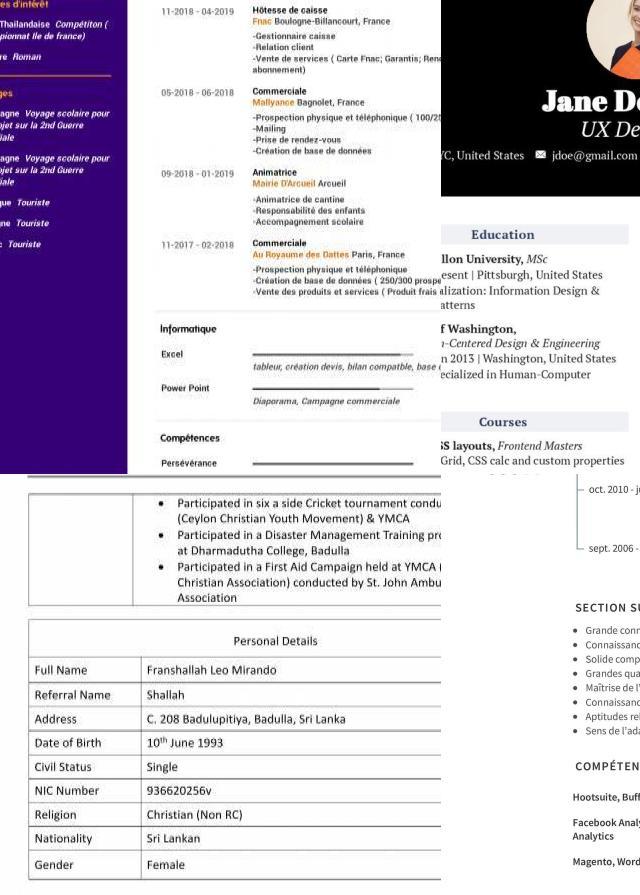 es d'intérêt
Thaïlandaise Compétiton (
pionnat Ile de france)
re Roman
ges
agne Voyage scolaire pour
jet sur la 2nd Guerre
iale
agne Voyage scolaire pour
jet sur la 2nd Guerre
iale
que Touriste
gne Touriste
c Touriste
11-2018 - 04-2019
Hôtesse de caisse
Fnac Boulogne-Billancourt, France
-Gestionnaire caisse
-Relation client
-Vente de services ( Carte Fnac; Garantis; Ren
abonnement)
05-2018 - 06-2018
Commerciale
Mallyance Bagnolet, France
-Prospection physique et téléphonique ( 100/25
-Mailing
-Prise de rendez-vous
-Création de base de données
09-2018 - 01-2019
Animatrice
Mairie D'Arcueil Arcueil
-Animatrice de cantine
-Responsabilité des enfants
-Accompagnement scolaire
11-2017 - 02-2018
Commerciale
Au Royaume des Dattes Paris, France
-Prospection physique et téléphonique
-Création de base de données ( 250/300 prospe
-Vente des produits et services ( Produit frais
Informatique
Excel
tableur, création devis, bilan compatble, base
Power Point
Diaporama, Campagne commerciale
Compétences
Persévérance
Jane D
UX De
YC, United States jdoe@gmail.com
Education
llon University, MSc
esent | Pittsburgh, United States
alization: Information Design &
atterns
f Washington,
n-Centered Design & Engineering
n 2013 | Washington, United States
ecialized in Human-Computer
Courses
SS layouts, Frontend Masters
Grid, CSS calc and custom properties
• Participated in six a side Cricket tournament condu
(Ceylon Christian Youth Movement) & YMCA
• Participated in a Disaster Management Training pro
at Dharmadutha College, Badulla
• Participated in a First Aid Campaign held at YMCA (
Christian Association) conducted by St. John Ambu
Association
Personal Details
Full Name Franshallah Leo Mirando
Referral Name Shallah
Address C. 208 Badulupitiya, Badulla, Sri Lanka
Date of Birth 10th June 1993
Civil Status Single
NIC Number 936620256v
Religion Christian (Non RC)
Nationality Sri Lankan
Gender Female
oct. 2010 - j
sept. 2006 -
SECTION SU
• Grande conn
• Connaissanc
• Solide comp
• Grandes qua
• Maîtrise de l'
• Connaissanc
• Aptitudes rel
• Sens de l'ada
COMPÉTEN
Hootsuite, Buff
Facebook Analy
Analytics
Magento, Word